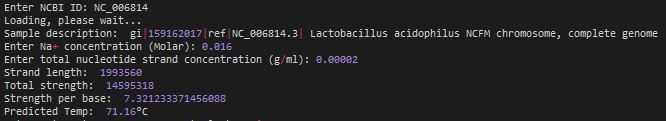 Enter NCBI ID: NC_006814
Loading, please wait...
Sample description:  gi|159162017|ref|NC_006814.3| Lactobacillus acidophilus NCFM chromosome, complete genome
Enter Na+ concentration (Molar): 0.016
Enter total nucleotide strand concentration (g/ml): 0.00002
Strand length:  1993560
Total strength:  14595318
Strength per base:  7.321233371456088
Predicted Temp:  71.16°C